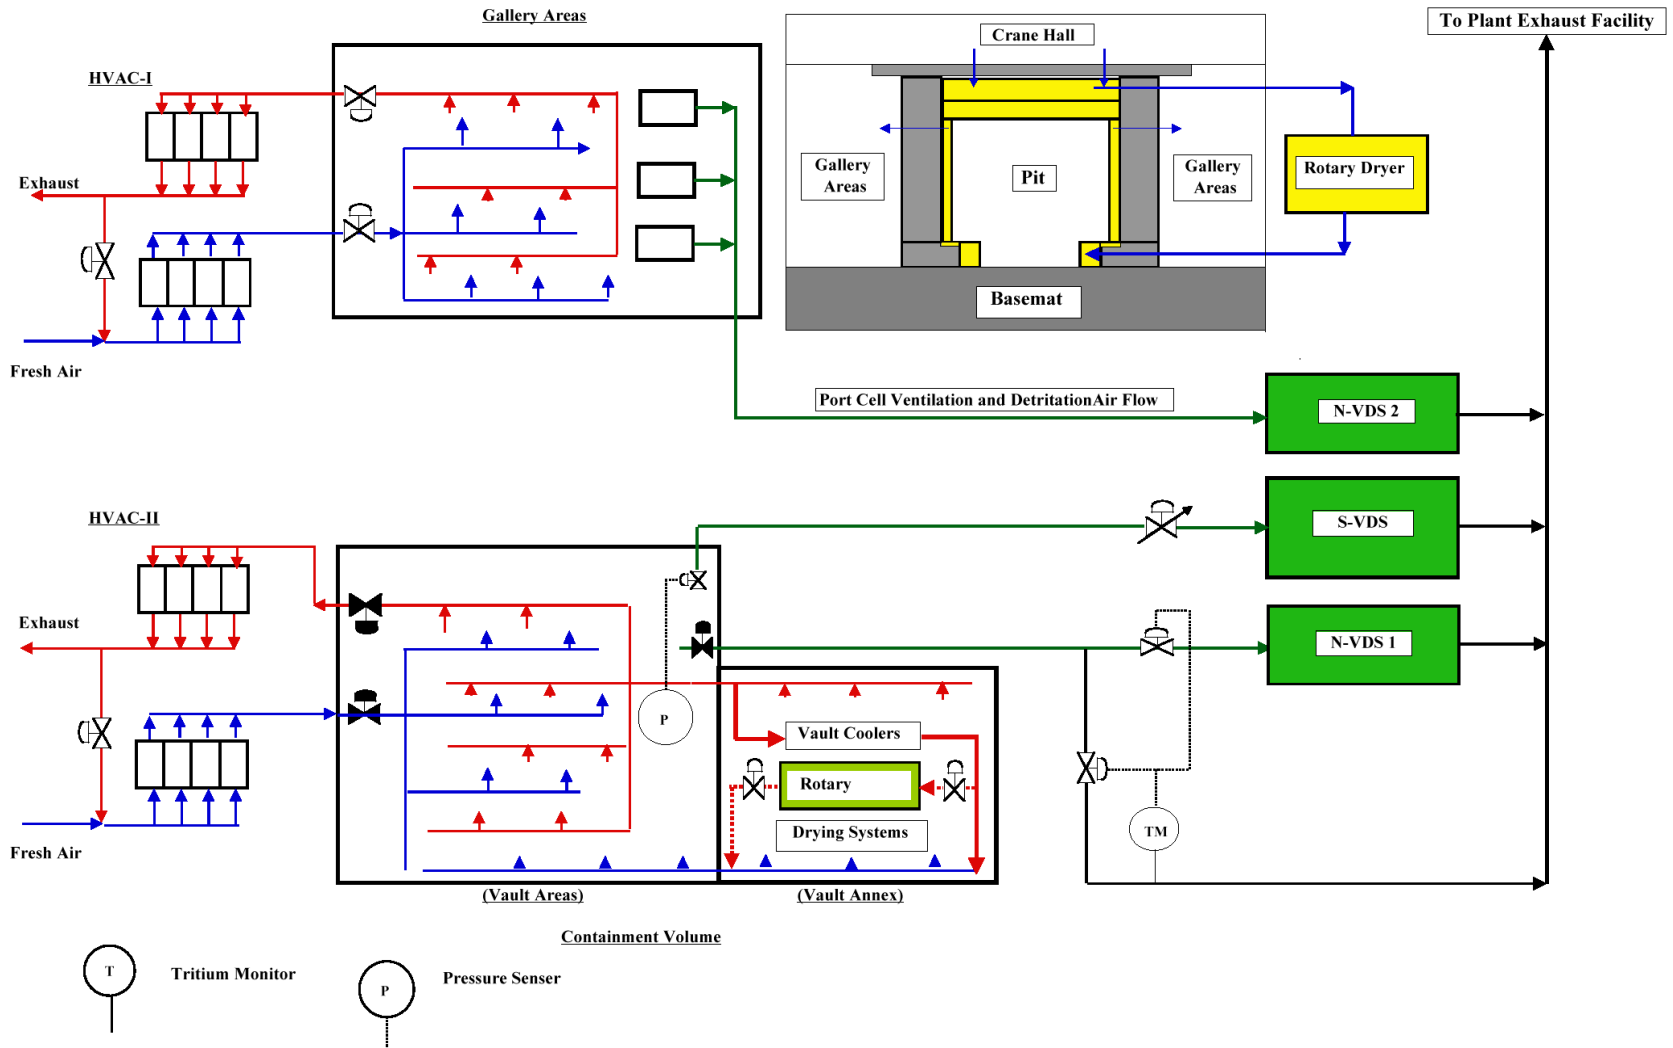 Gallery Areas
To Plant Exhaust Facility
Crane Hall
HVAC-I
Exhaust
Fresh Air
Gallery
Areas
Pit
Gallery
Areas
Rotary Dryer
Basemat
Port Cell Ventilation and DetritationAir Flow
N-VDS 2
S-VDS
N-VDS 1
HVAC-II
Exhaust
Fresh Air
P
Vault Coolers
Rotary
Drying Systems
TM
(Vault Areas)
(Vault Annex)
Containment Volume
T
Tritium Monitor
P
Pressure Senser